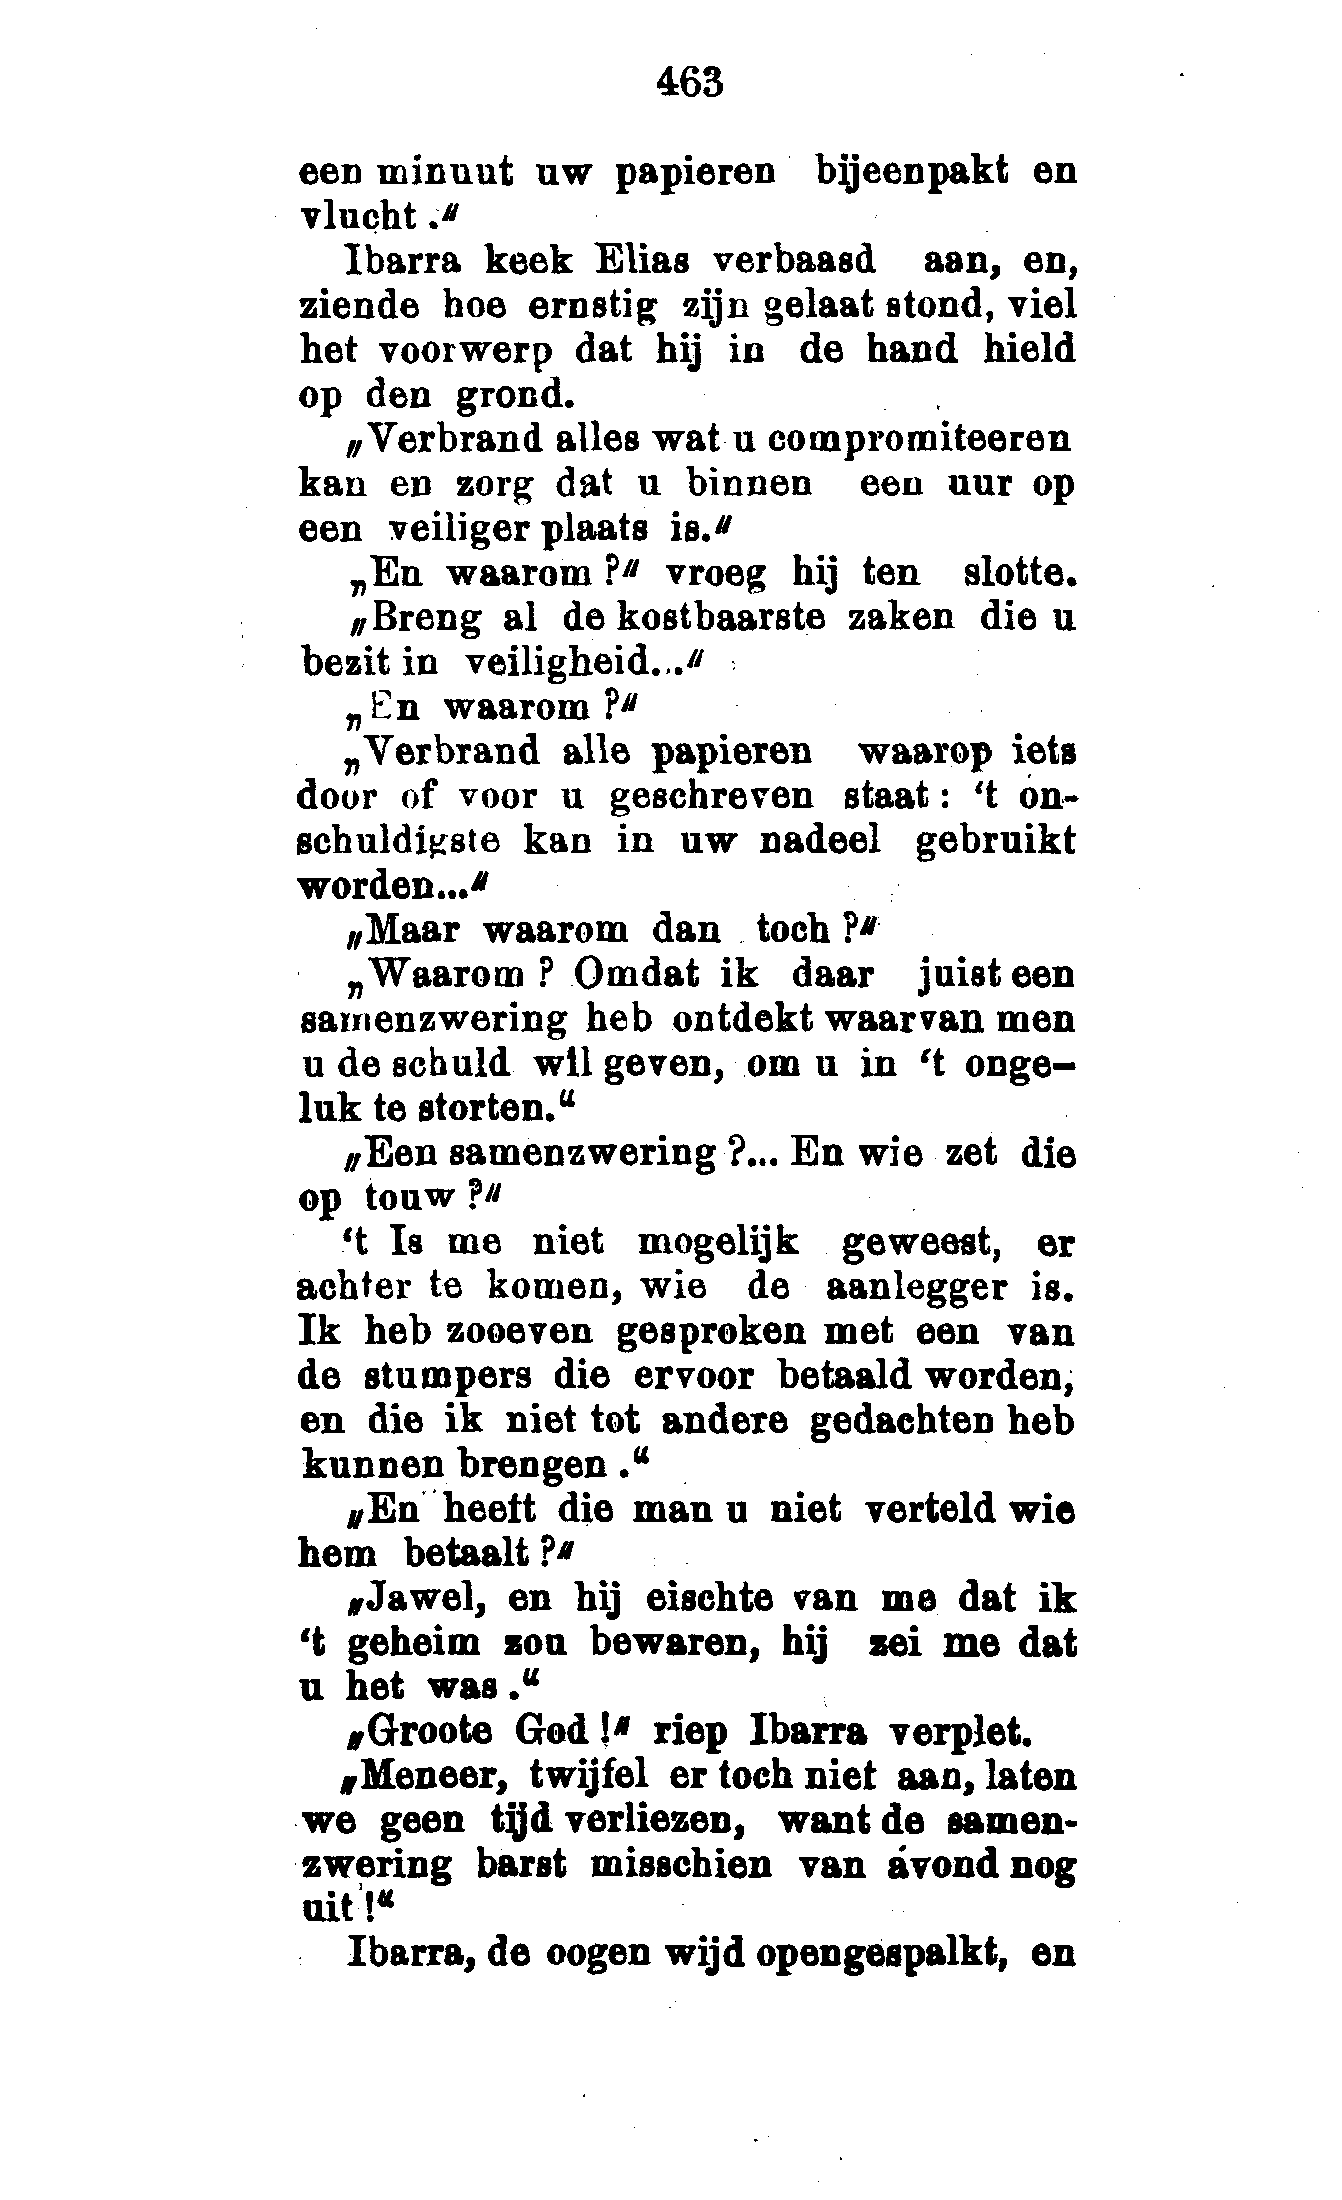 463
een minuut uw papieren bijeenpakt en
vlucht."
Ibarra keek Elias verbaasd aan, en,
ziende hoe ernstig zijn gelaat stond, viel
het voorwerp dat hij in de hand hield
op den grond.
„Verbrand alles wat u compromiteeren
kan en zorg dat u binnen een uur op
een veiliger plaats is."
„En waarom?" vroeg hij ten slotte.
„Breng al de kostbaarste zaken die u
bezit in veiligheid..."
„En waarom?"
„Verbrand alle papieren waarop iets
door of voor u geschreven staat: 't on-
schuldigste kan in uw nadeel gebruikt
worden..."
„Maar waarom dan toch?"
„Waarom? Omdat ik daar juist een
samenzwering heb ontdekt waarvan men
u de schuld wil geven, om u in 't onge-
luk te storten."
„Een samenzwering?... En wie zet die
op touw?"
't Is me niet mogelijk geweest, er
achter te komen, wie de aanlegger is.
Ik heb zooeven gesproken met een van
de stumpers die ervoor betaald worden,
en die ik niet tot andere gedachten heb
kunnen brengen."
„En heeft die man u niet verteld wie
hem betaalt?"
„Jawel, en hij eischte van me dat ik
't geheim zou bewaren, hij zei me dat
u het was."
„Groote God!" riep Ibarra verplet.
„Meneer, twijfel er toch niet aan, laten
we geen tijd verliezen, want de samen-
zwering barst misschien van ávond nog
uit!"
Ibarra, de oogen wijd opengespalkt, en